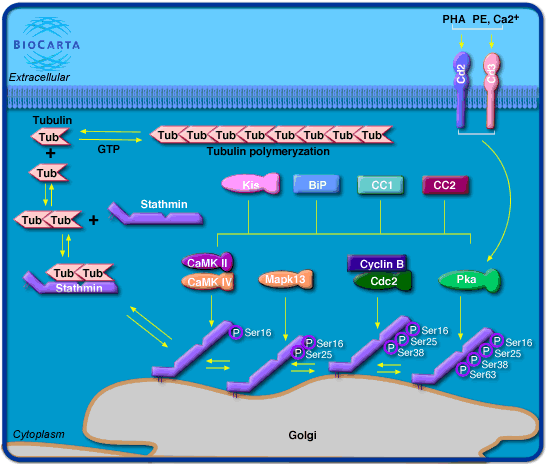 PHA PE, Ca2+
BIOCARTA
Extracellular
Cd2
Cd3
Tubulin
Tub
+
GTP
Tub Tub Tub Tub Tub Tub Tub Tub
Tubulin polymeryzation
Tub
Tub Tub + Stathmin
Tub Tub
Stathmin
Kis BiP CC1 CC2
CaMK II
CaMK IV
Mapk13
Cyclin B
Cdc2
Pka
P Ser16
P Ser16
P Ser25
P Ser16
P Ser25
P Ser38
P Ser16
P Ser25
P Ser38
P Ser63
Cytoplasm
Golgi